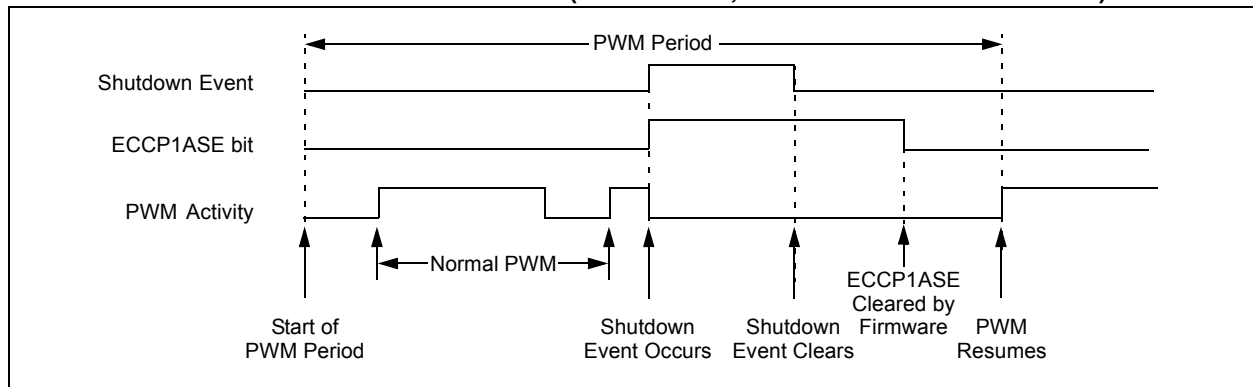 PWM Period
Shutdown Event
ECCP1ASE bit
PWM Activity
Normal PWM
Start of
PWM Period
Shutdown
Event Occurs
Shutdown
Event Clears
ECCP1ASE
Cleared by
Firmware
PWM
Resumes